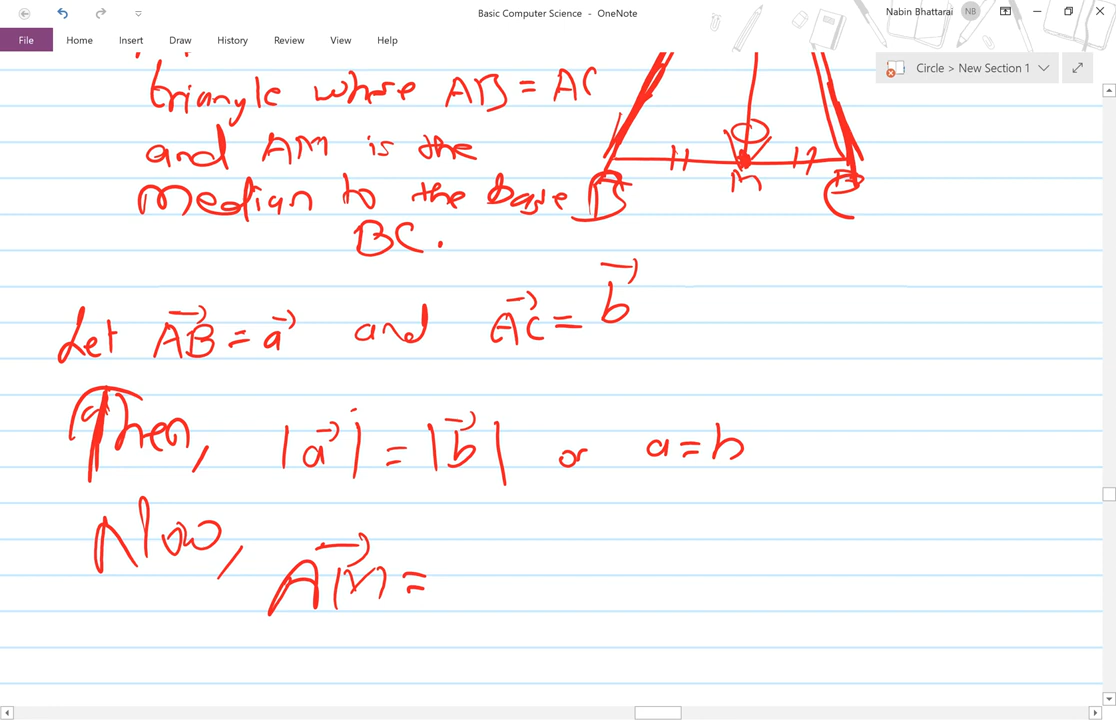 Basic Computer Science - OneNote
Nabin Bhattarai NB
File Home Insert Draw History Review View Help
Circle > New Section 1
triangle where AB = AC
and AM is the
median to the base
BC.
B M C
Let AB→ = a→ and AC→ = b→
Then, |a→| = |b→| or a = b
Now,
AM→ =